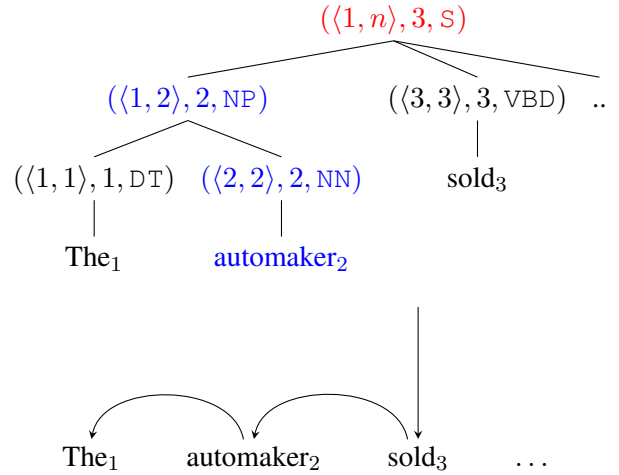 (⟨1, n⟩, 3, S)
(⟨1, 2⟩, 2, NP) (⟨3, 3⟩, 3, VBD) ..
(⟨1, 1⟩, 1, DT) (⟨2, 2⟩, 2, NN) sold₃
The₁ automaker₂
The₁ automaker₂ sold₃ ...